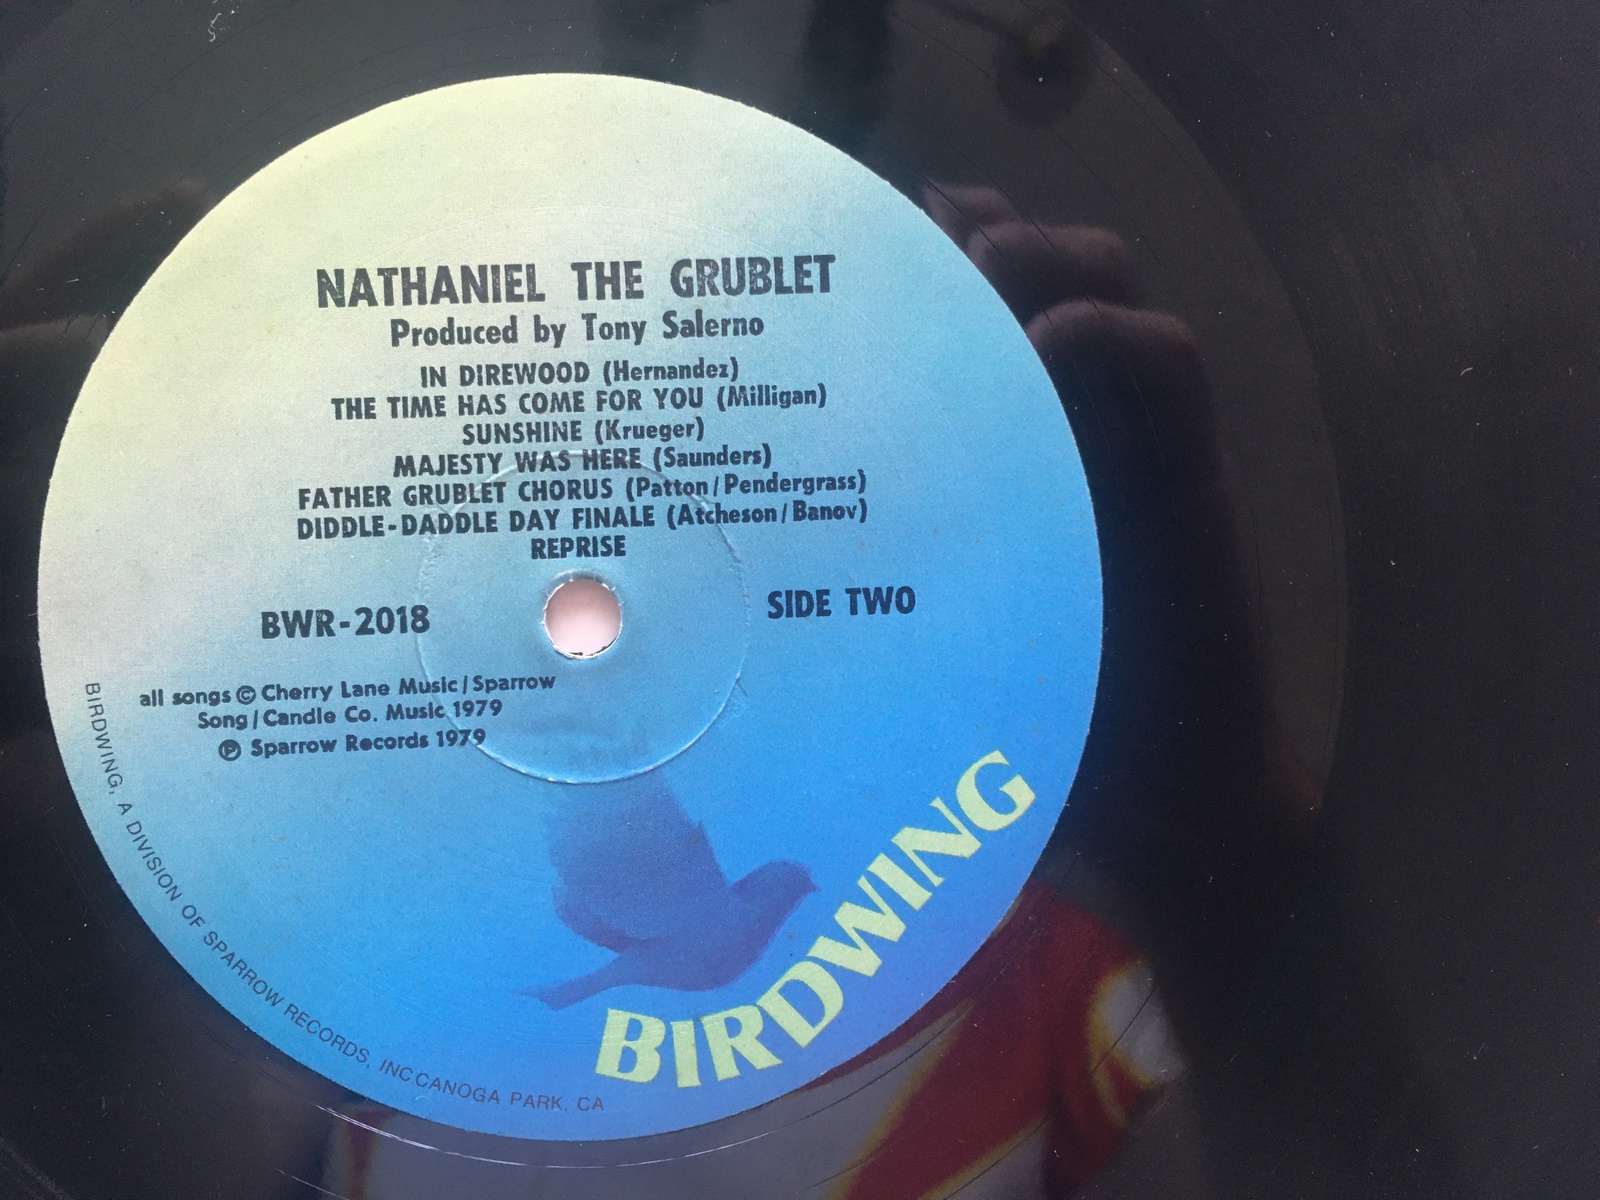 NATHANIEL THE GRUBLET
Produced by Tony Salerno
IN DIREWOOD (Hernandez)
THE TIME HAS COME FOR YOU (Milligan)
SUNSHINE (Krueger)
MAJESTY WAS HERE (Saunders)
FATHER GRUBLET CHORUS (Patton/Pendergrass)
DIDDLE-DADDLE DAY FINALE (Atcheson/Banov)
REPRISE
BWR-2018
SIDE TWO
all songs © Cherry Lane Music/Sparrow
Song/Candle Co. Music 1979
℗ Sparrow Records 1979
BIRDWING, A DIVISION OF SPARROW RECORDS, INC.CANOGA PARK, CA
BIRDWING